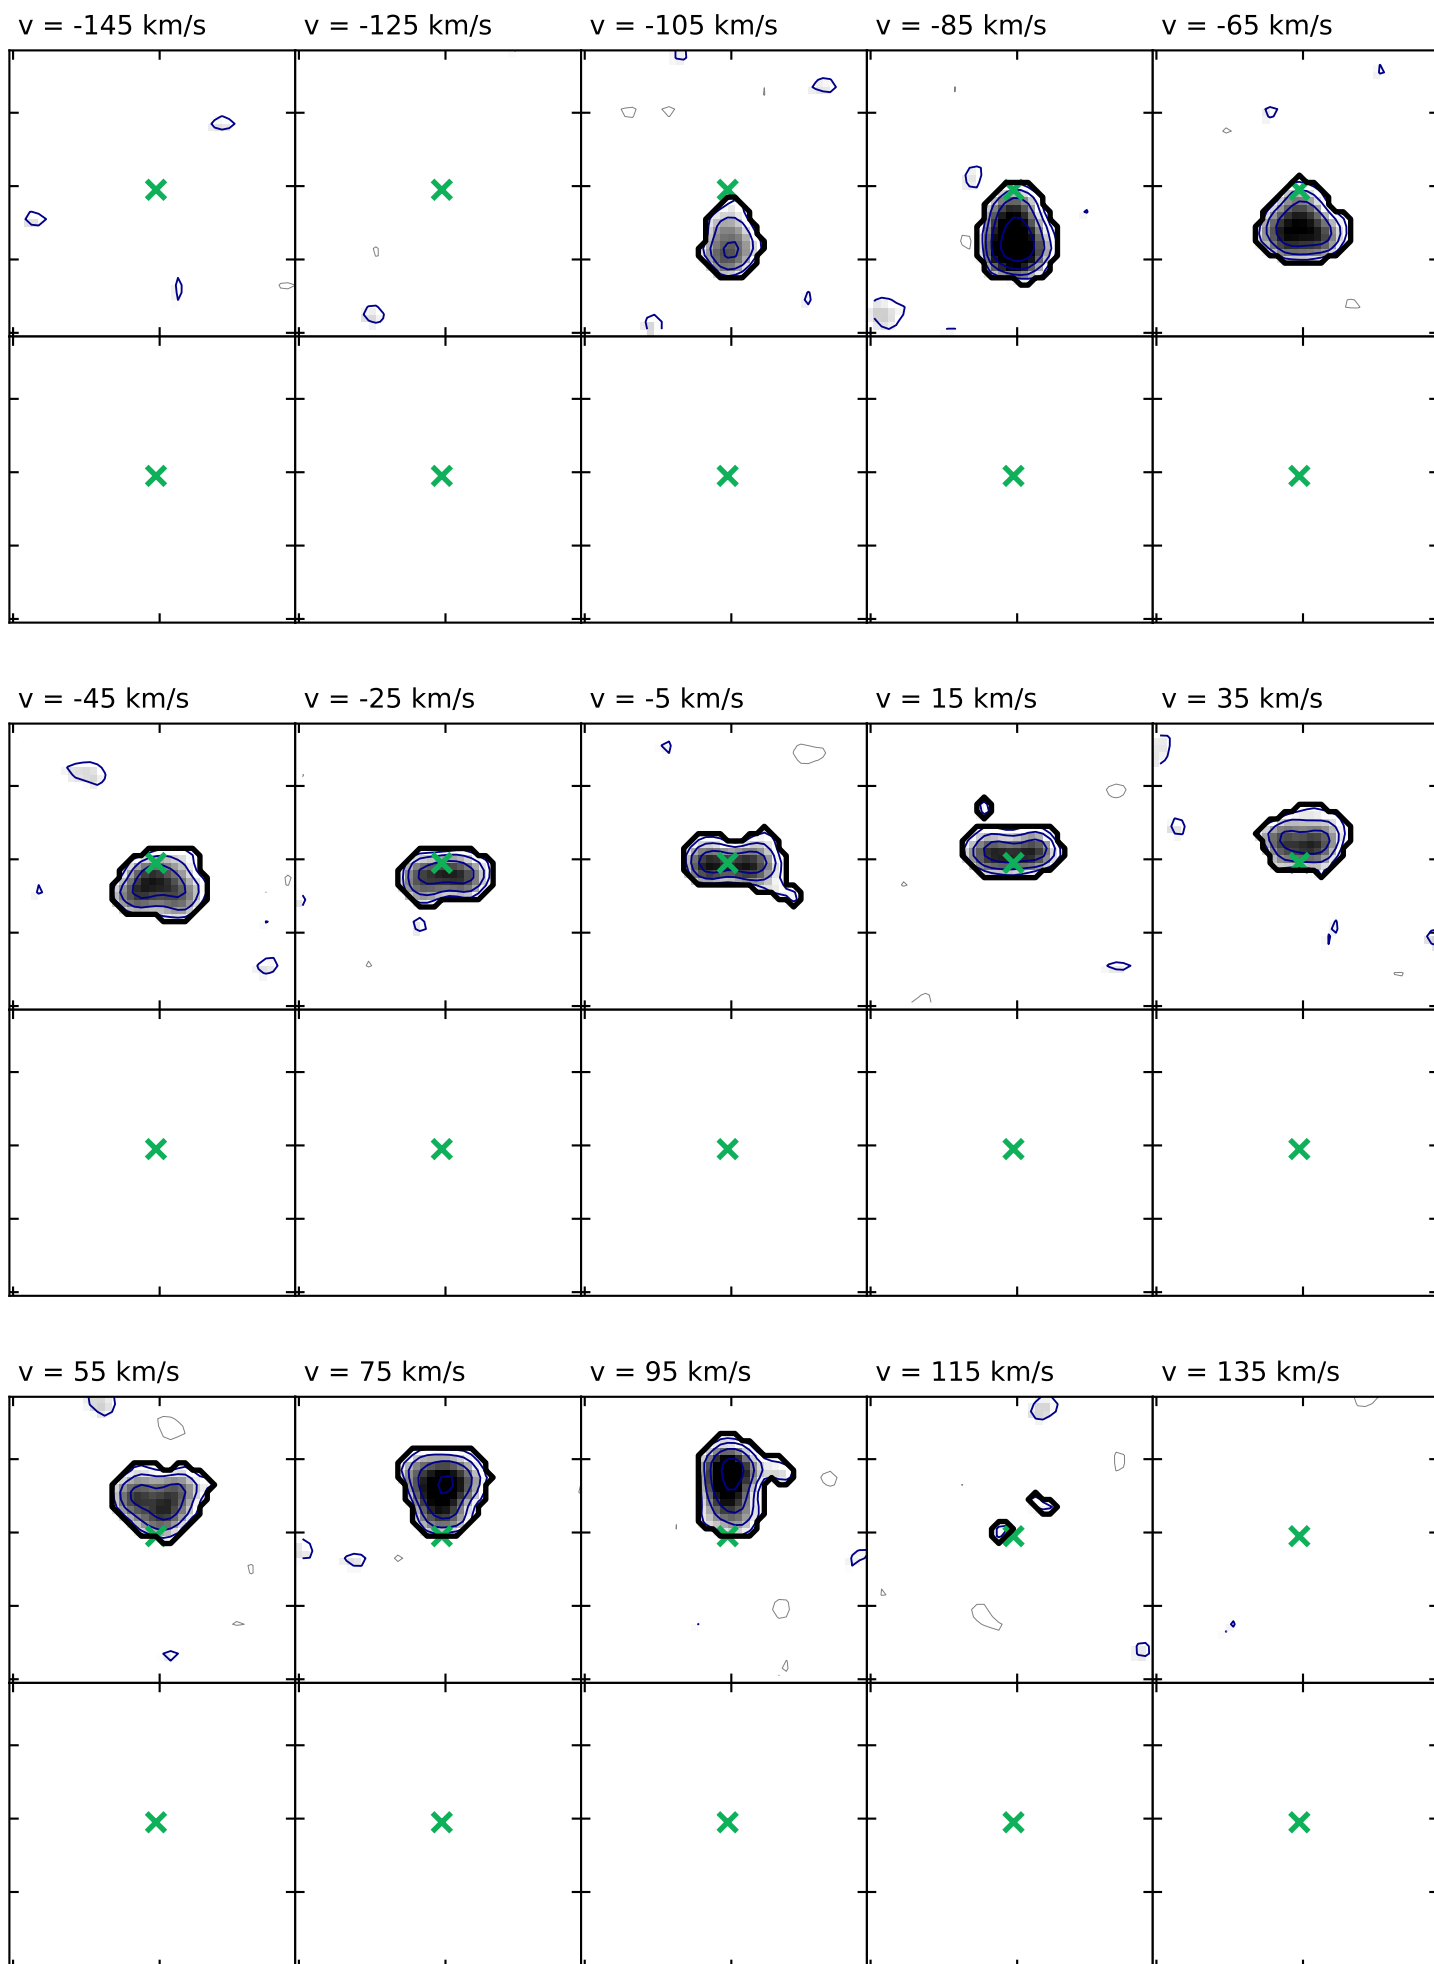 v = -145 km/s
v = -125 km/s
v = -105 km/s
v = -85 km/s
v = -65 km/s
v = -45 km/s
v = -25 km/s
v = -5 km/s
v = 15 km/s
v = 35 km/s
v = 55 km/s
v = 75 km/s
v = 95 km/s
v = 115 km/s
v = 135 km/s